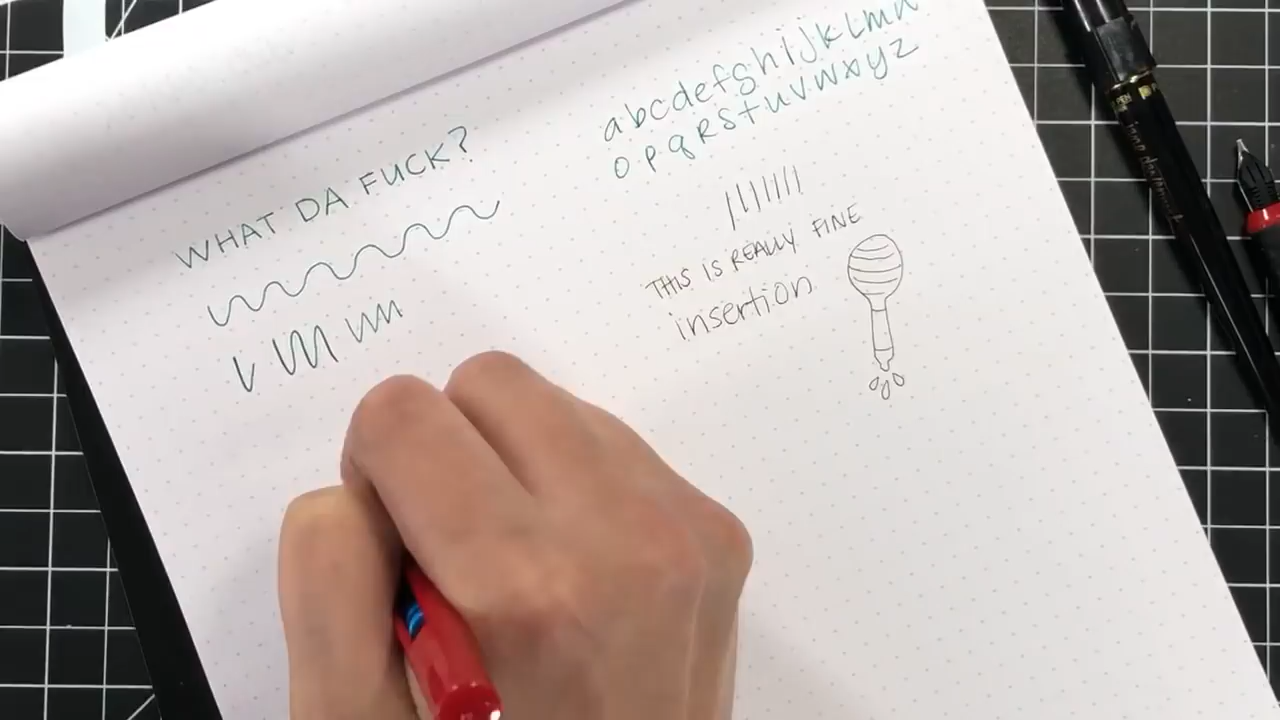 WHAT DA FUCK?
abcdefghijkLmn
opqRstuvwxyz
THIS IS REALLY FINE
insertion